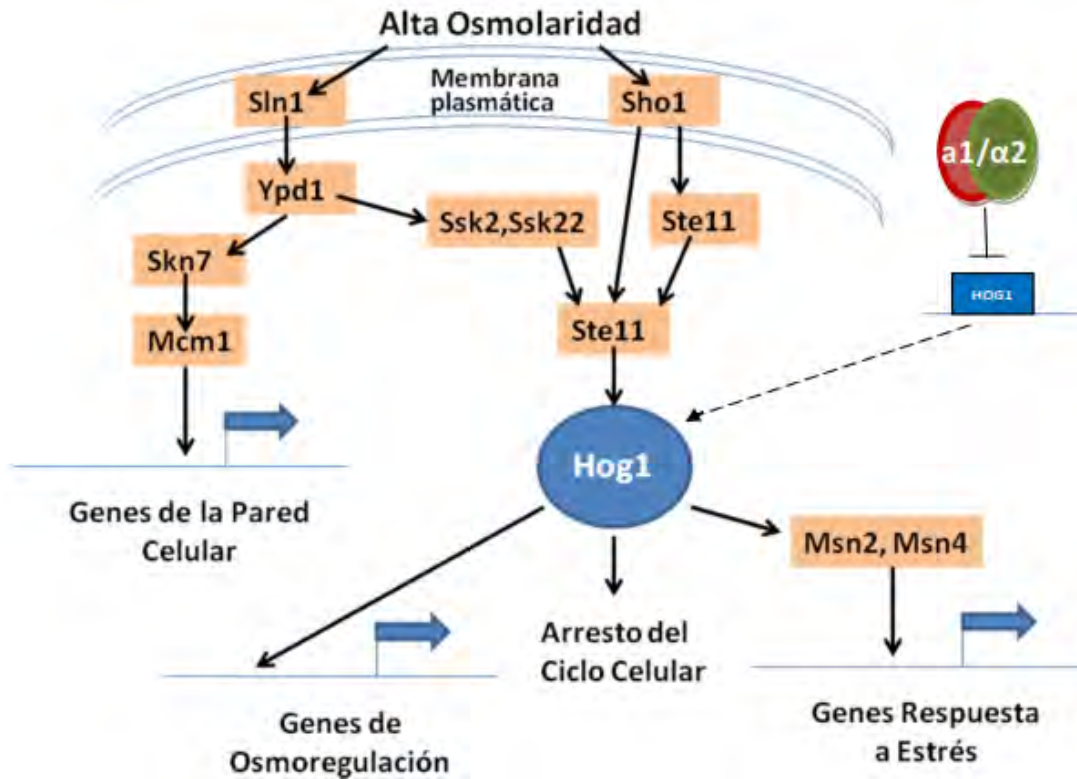 Alta Osmolaridad
Membrana
plasmática
Sln1
Sho1
a1/α2
Ypd1
Ssk2,Ssk22
Ste11
Skn7
HOG1
Mcm1
Ste11
Hog1
Genes de la Pared
Celular
Msn2, Msn4
Arresto del
Ciclo Celular
Genes de
Osmoregulación
Genes Respuesta
a Estrés